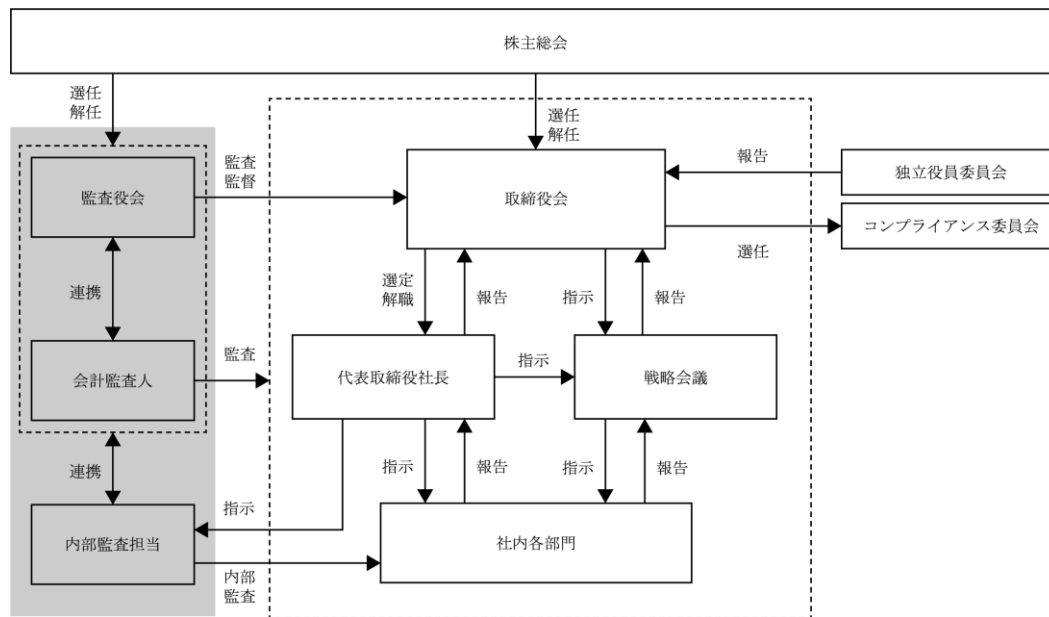 株主総会
選任
解任
選任
解任
監査役会
監査
監督
取締役会
報告
独立役員委員会
コンプライアンス委員会
選任
連携
選定
解職
報告
指示
報告
会計監査人
監査
代表取締役社長
指示
戦略会議
連携
指示
報告
指示
報告
指示
内部監査担当
社内各部門
内部
監査